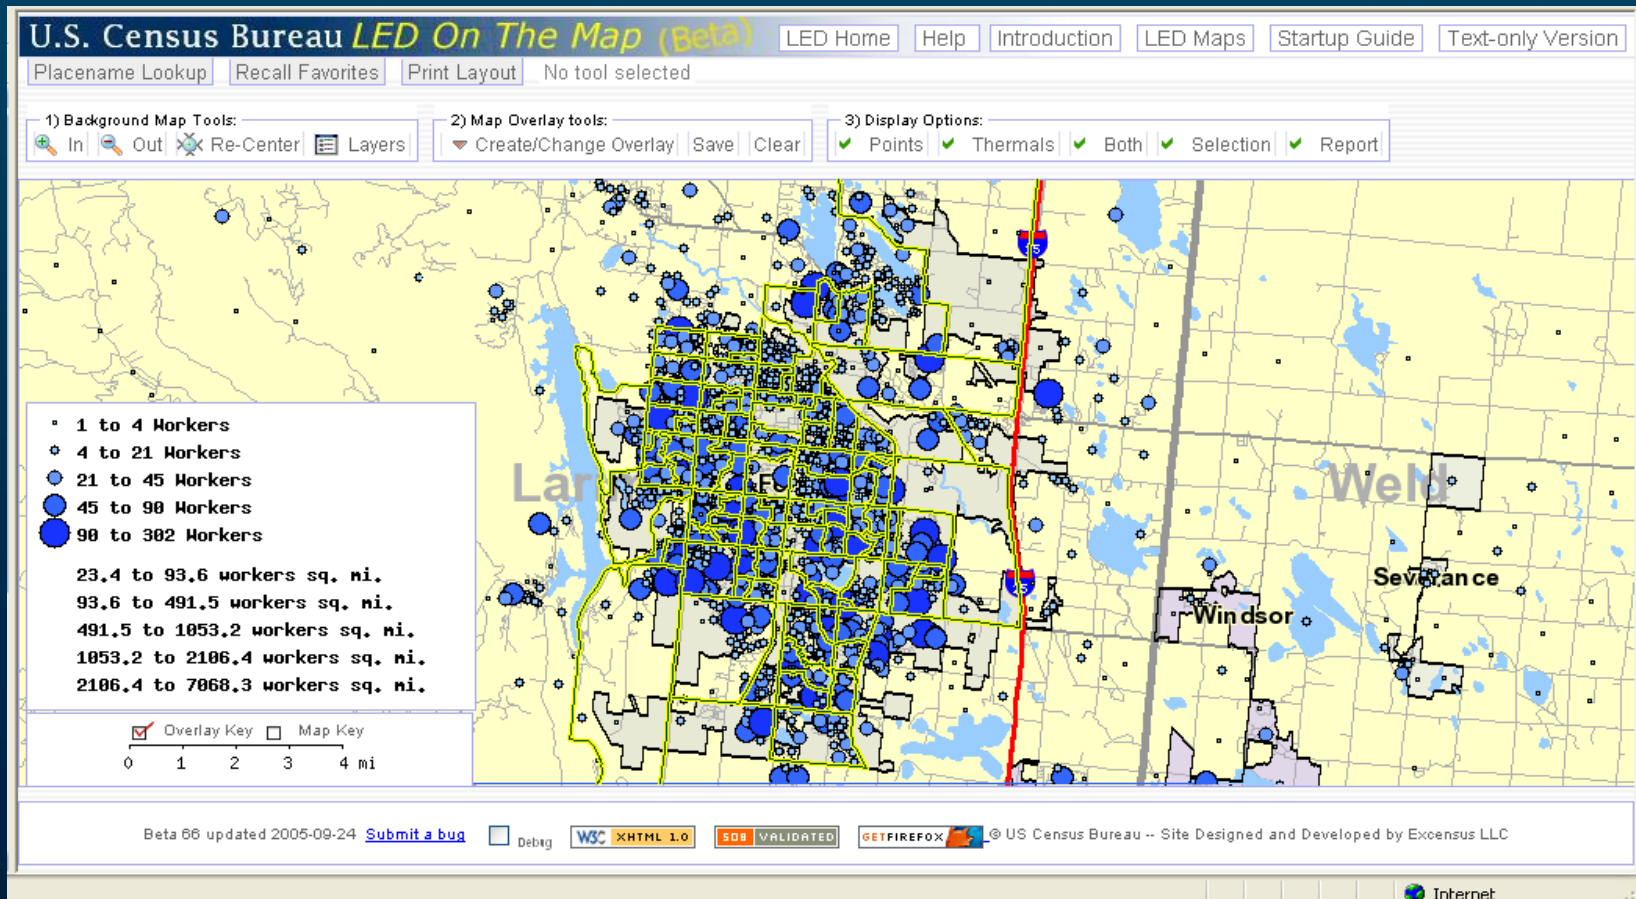 U.S. Census Bureau LED On The Map (Beta)
LED Home Help Introduction LED Maps Startup Guide Text-only Version
Placename Lookup Recall Favorites Print Layout No tool selected
1) Background Map Tools: 2) Map Overlay tools: 3) Display Options:
In Out Re-Center Layers Create/Change Overlay Save Clear Points Thermals Both Selection Report
1 to 4 Workers
4 to 21 Workers
21 to 45 Workers
45 to 90 Workers
90 to 302 Workers
23.4 to 93.6 workers sq. mi.
93.6 to 491.5 workers sq. mi.
491.5 to 1053.2 workers sq. mi.
1053.2 to 2106.4 workers sq. mi.
2106.4 to 7068.3 workers sq. mi.
Overlay Key Map Key
0 1 2 3 4 mi
Weld
Severance
Windsor
Beta 66 updated 2005-09-24 Submit a bug Debug W3C XHTML 1.0 508 VALIDATED GETFIREFOX @ US Census Bureau -- Site Designed and Developed by Excensus LLC
Internet